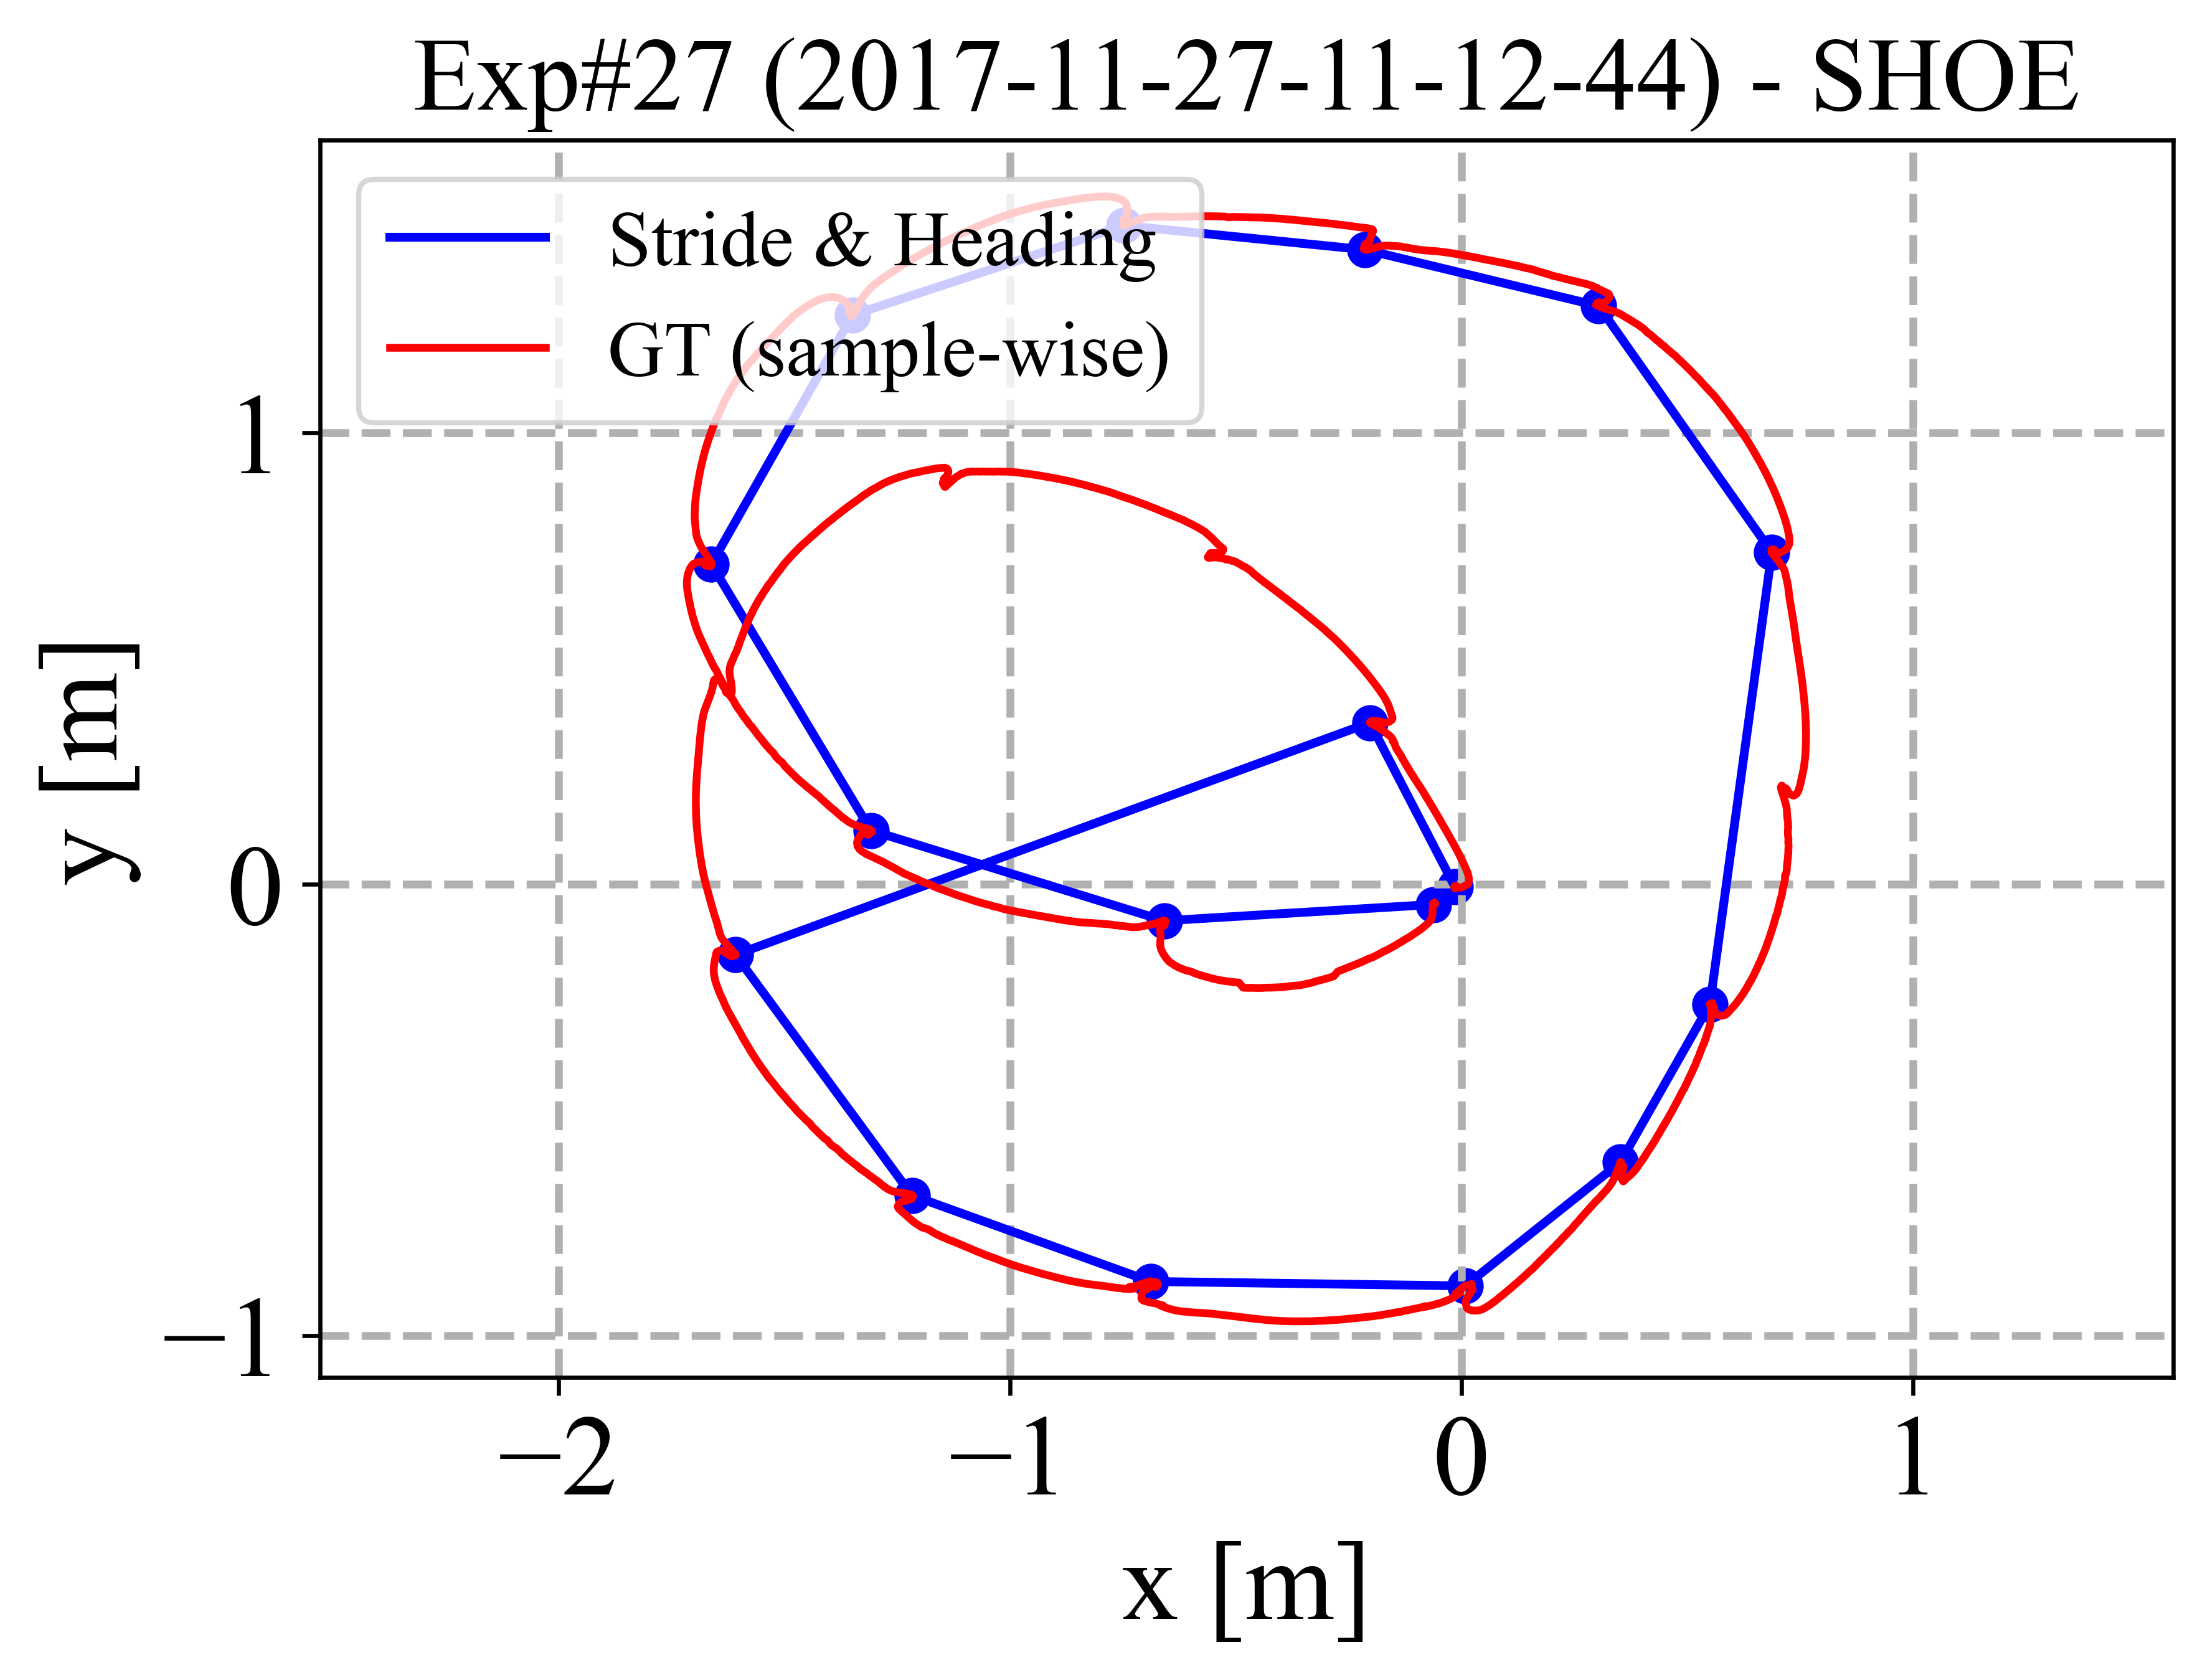 Exp#27 (2017-11-27-11-12-44) - SHOE
Stride & Heading
GT (sample-wise)
y [m]
1
0
−1
−2
−1
0
1
x [m]